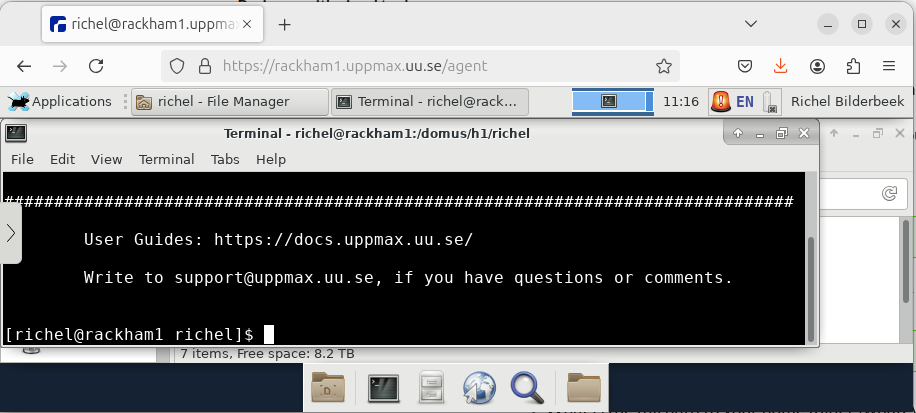 richel@rackham1.uppmax
https://rackham1.uppmax.uu.se/agent
Applications
richel - File Manager
Terminal - richel@rack...
11:16
EN
Richel Bilderbeek
Terminal - richel@rackham1:/domus/h1/richel
File Edit View Terminal Tabs Help
###############################################################################
User Guides: https://docs.uppmax.uu.se/
Write to support@uppmax.uu.se, if you have questions or comments.
[richel@rackham1 richel]$
7 items, Free space: 8.2 TB